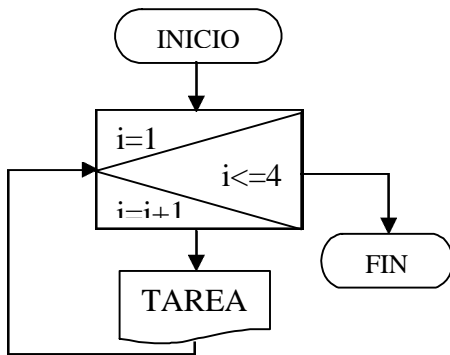 INICIO
i=1
i<=4
i=i+1
FIN
TAREA